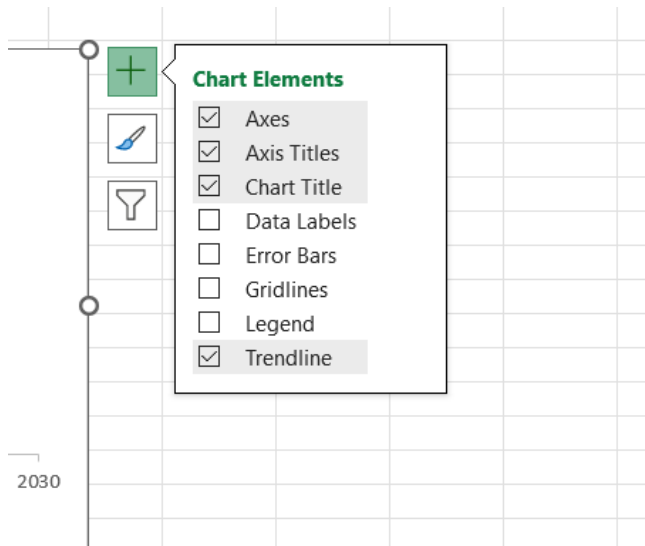 Chart Elements
Axes
Axis Titles
Chart Title
Data Labels
Error Bars
Gridlines
Legend
Trendline
2030